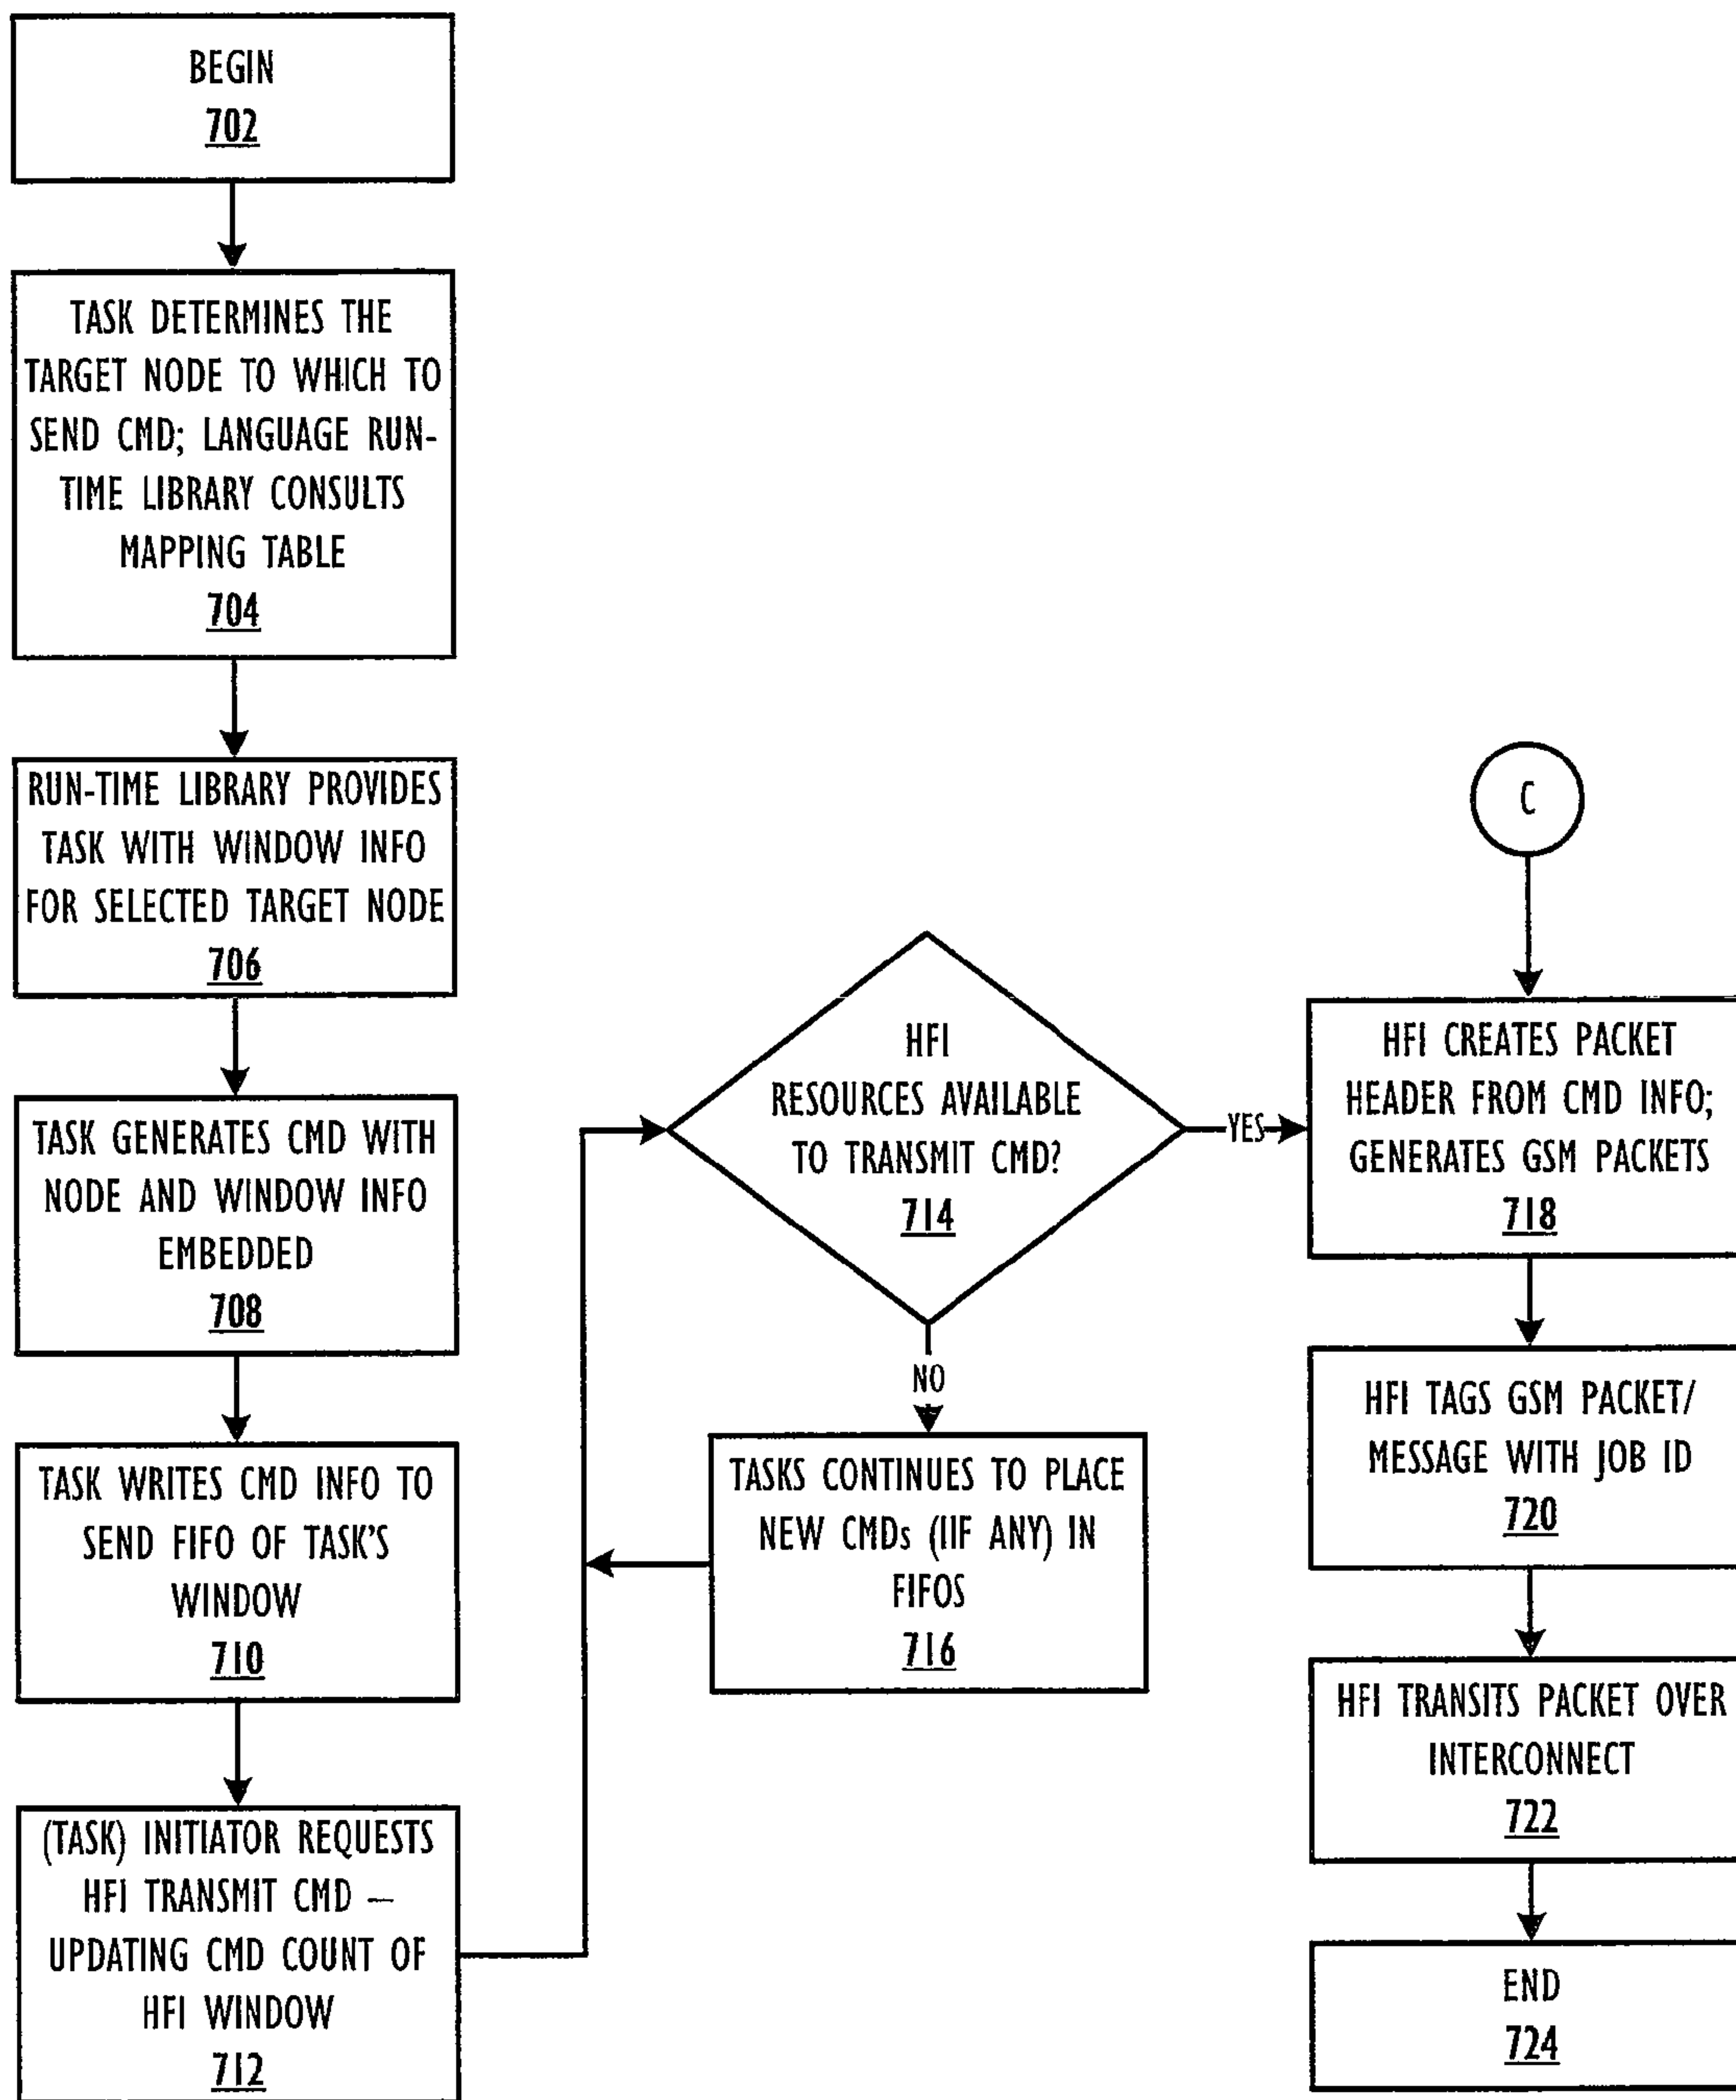 BEGIN
702
TASK DETERMINES THE
TARGET NODE TO WHICH TO
SEND CMD; LANGUAGE RUN-
TIME LIBRARY CONSULTS
MAPPING TABLE
704
RUN-TIME LIBRARY PROVIDES
TASK WITH WINDOW INFO
FOR SELECTED TARGET NODE
706
TASK GENERATES CMD WITH
NODE AND WINDOW INFO
EMBEDDED
708
TASK WRITES CMD INFO TO
SEND FIFO OF TASK'S
WINDOW
710
(TASK) INITIATOR REQUESTS
HFI TRANSMIT CMD –
UPDATING CMD COUNT OF
HFI WINDOW
712
HFI
RESOURCES AVAILABLE
TO TRANSMIT CMD?
714
YES
NO
TASKS CONTINUES TO PLACE
NEW CMDs (IIF ANY) IN
FIFOS
716
C
HFI CREATES PACKET
HEADER FROM CMD INFO;
GENERATES GSM PACKETS
718
HFI TAGS GSM PACKET/
MESSAGE WITH JOB ID
720
HFI TRANSITS PACKET OVER
INTERCONNECT
722
END
724